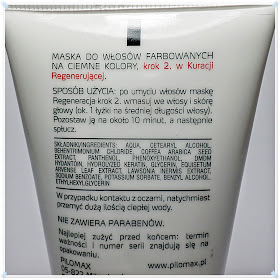 MASKA DO WŁOSÓW FARBOWANYCH
NA CIEMNE KOLORY, krok 2. w Kuracji
Regenerującej.
SPOSÓB UŻYCIA: po umyciu włosów maskę
Regeneracja krok 2. wmasuj we włosy i skórę
głowy (ok. 1 łyżki na średniej długości włosy).
Pozostaw ją na około 10 minut, a następnie
spłucz.
SKŁADNIKI/INGREDIENTS: AQUA, CETEARYL ALCOHOL,
BEHENTRIMONIUM CHLORIDE, COFFEA ARABICA SEED
EXTRACT, PANTHENOL, PHENOXYETHANOL,
HYDANTOIN, HYDROLYZED KERATIN, GLYCERIN, EQUISETUM
ARVENSE LEAF EXTRACT, LAWSONIA INERMIS EXTRACT,
SODIUM BENZOATE, POTASSIUM SORBATE, BENZYL ALCOHOL,
ETHYLHEXYLGLYCERIN
W przypadku kontaktu z oczami, natychmiast
przemyć dużą ilością ciepłej wody.
NIE ZAWIERA PARABENÓW.
Najlepiej zużyć przed końcem: termin
ważności i numer serii znajdują się na
opakowaniu.
PILOMAX
www.pilomax.pl